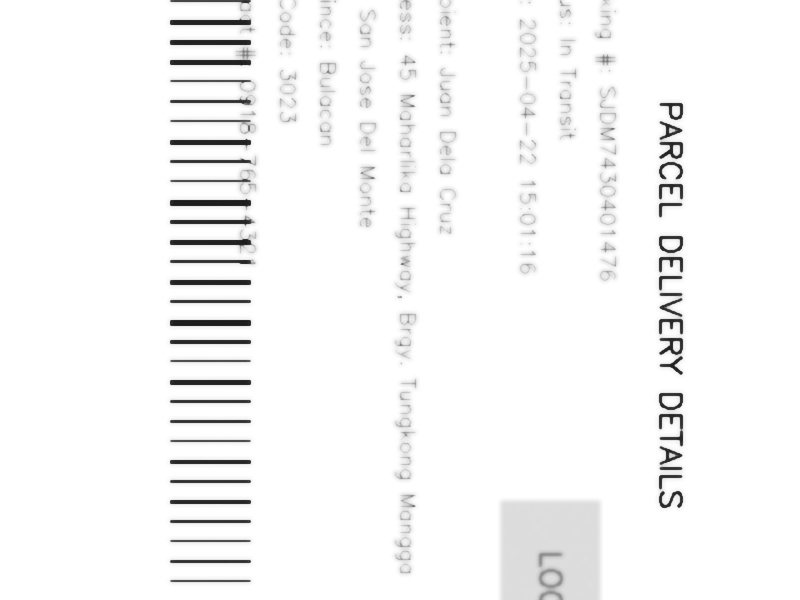 PARCEL DELIVERY DETAILS
king #: SJDM7430401476
us: In Transit
: 2025-04-22 15:01:16
LOG
pient: Juan Dela Cruz
ess: 45 Maharlika Highway, Brgy. Tungkong Mangga
San Jose Del Monte
ince: Bulacan
Code: 3023
act #: 0918-765-4321